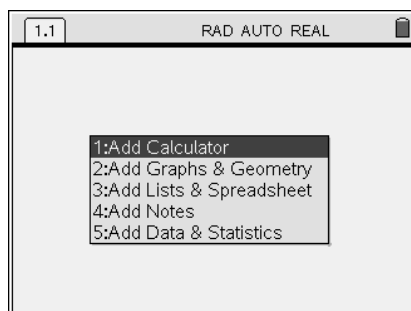 1.1 RAD AUTO REAL
1:Add Calculator
2:Add Graphs & Geometry
3:Add Lists & Spreadsheet
4:Add Notes
5:Add Data & Statistics